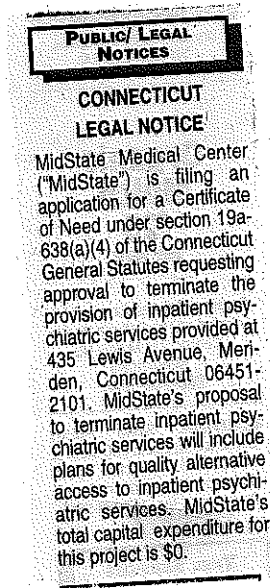 PUBLIC/ LEGAL
NOTICES
CONNECTICUT
LEGAL NOTICE
MidState Medical Center
("MidState") is filing an
application for a Certificate
of Need under section 19a-
638(a)(4) of the Connecticut
General Statutes requesting
approval to terminate the
provision of inpatient psy-
chiatric services provided at
435 Lewis Avenue, Meri-
den, Connecticut 06451-
2101. MidState's proposal
to terminate inpatient psy-
chiatric services will include
plans for quality alternative
access to inpatient psychi-
atric services. MidState's
total capital expenditure for
this project is $0.